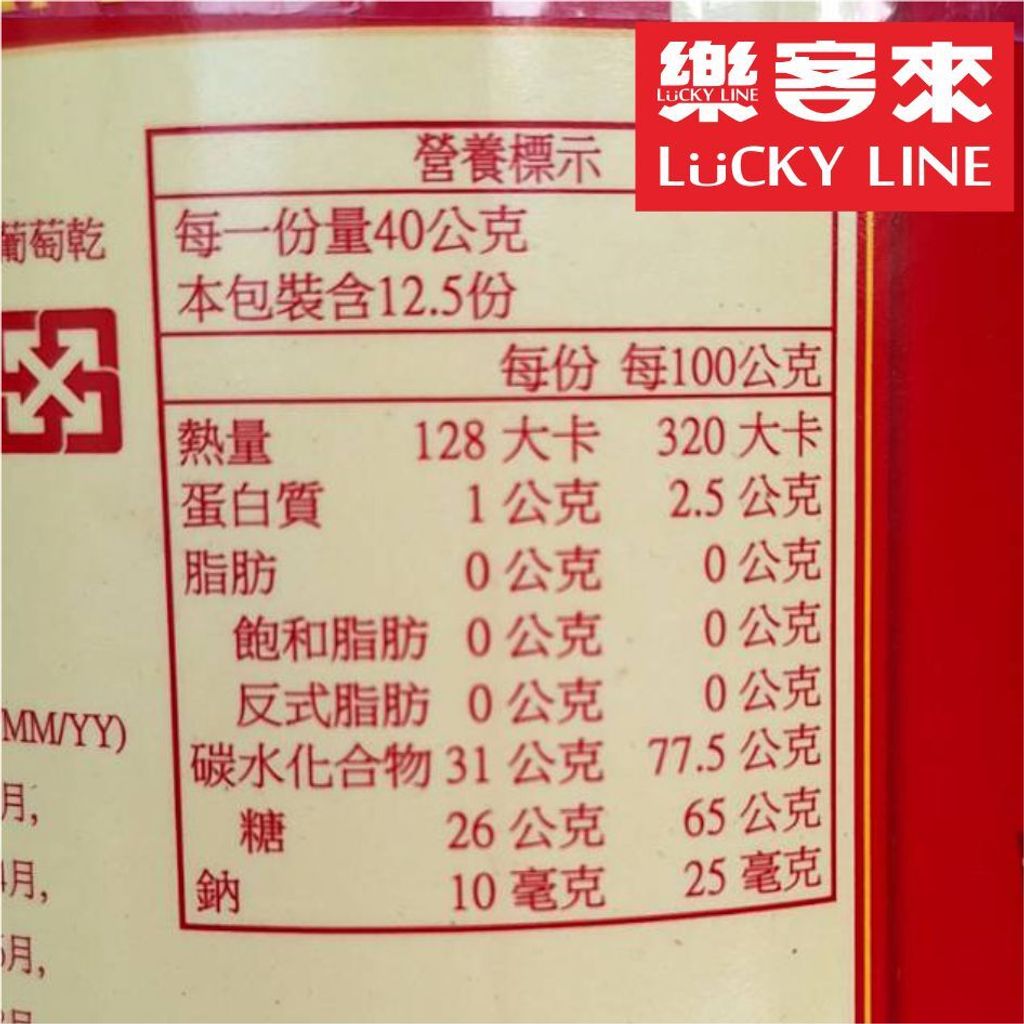 樂客來
LüCKY LINE
LüCKY LINE
營養標示
每一份量40公克
本包裝含12.5份
每份 每100公克
熱量 128 大卡 320 大卡
蛋白質 1 公克 2.5 公克
脂肪 0 公克 0 公克
飽和脂肪 0 公克 0 公克
反式脂肪 0 公克 0 公克
碳水化合物 31 公克 77.5 公克
糖 26 公克 65 公克
鈉 10 毫克 25 毫克
葡萄乾
MM/YY)
月,
月,
月,